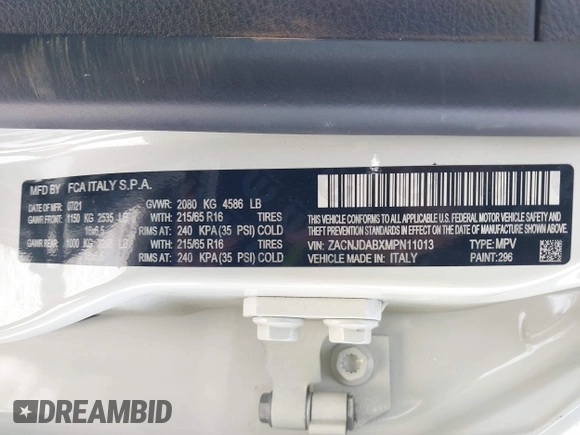 MFD BY FCA ITALY S.P.A.
DATE OF MFR: 07/21 GVWR: 2080 KG 4586 LB
GAWR FRONT: 1150 KG 2535 LB WITH: 215/65 R16 TIRES
RIMS AT: 240 KPA(35 PSI) COLD
GAWR REAR: 1000 KG LB WITH: 215/65 R16 TIRES
RIMS AT: 240 KPA(35 PSI) COLD
THIS VEHICLE CONFORMS TO ALL APPLICABLE FEDERAL MOTOR VEHICLE SAFETY, BUMPER, AND THEFT PREVENTION STANDARDS IN EFFECT ON THE DATE OF MANUFACTURE SHOWN ABOVE
VIN: ZACNJDABXMPN11013 TYPE: MPV
VEHICLE MADE IN: ITALY PAINT: 296
DREAMBID